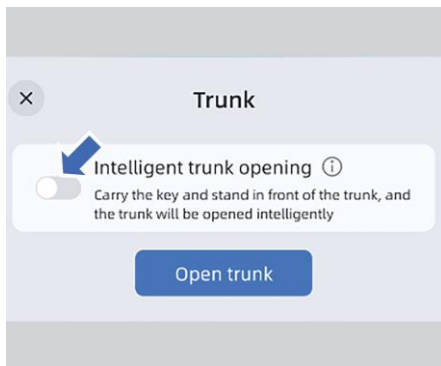 Trunk
Intelligent trunk opening
Carry the key and stand in front of the trunk, and
the trunk will be opened intelligently
Open trunk